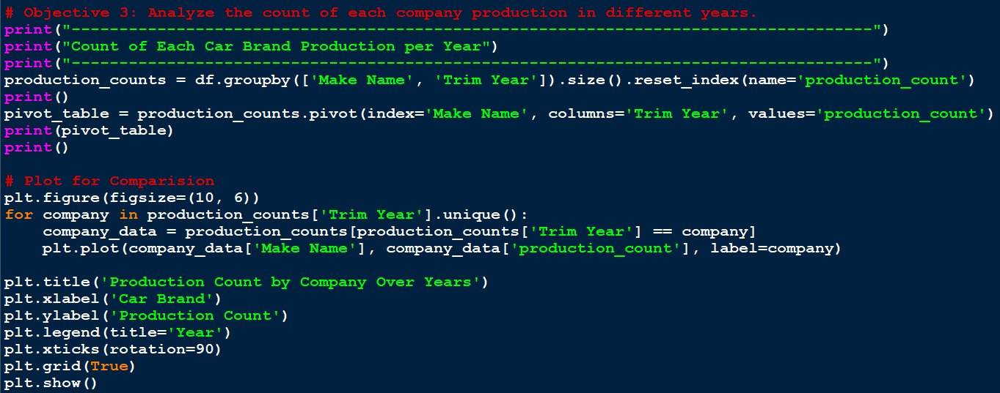 # Objective 3: Analyze the count of each company production in different years.
print("------------------------------------------------------------------------------------")
print("Count of Each Car Brand Production per Year")
print("------------------------------------------------------------------------------------")
production_counts = df.groupby(['Make Name', 'Trim Year']).size().reset_index(name='production_count')
print()
pivot_table = production_counts.pivot(index='Make Name', columns='Trim Year', values='production_count')
print(pivot_table)
print()
# Plot for Comparision
plt.figure(figsize=(10, 6))
for company in production_counts['Trim Year'].unique():
    company_data = production_counts[production_counts['Trim Year'] == company]
    plt.plot(company_data['Make Name'], company_data['production_count'], label=company)
plt.title('Production Count by Company Over Years')
plt.xlabel('Car Brand')
plt.ylabel('Production Count')
plt.legend(title='Year')
plt.xticks(rotation=90)
plt.grid(True)
plt.show()